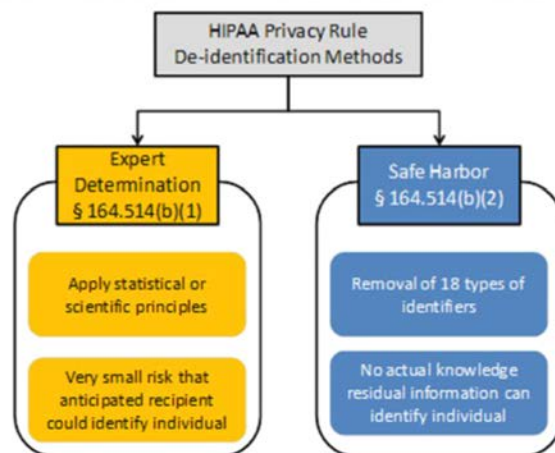 HIPAA Privacy Rule
De-identification Methods
Expert
Determination
§ 164.514(b)(1)
Apply statistical or
scientific principles
Very small risk that
anticipated recipient
could identify individual
Safe Harbor
§ 164.514(b)(2)
Removal of 18 types of
identifiers
No actual knowledge
residual information can
identify individual